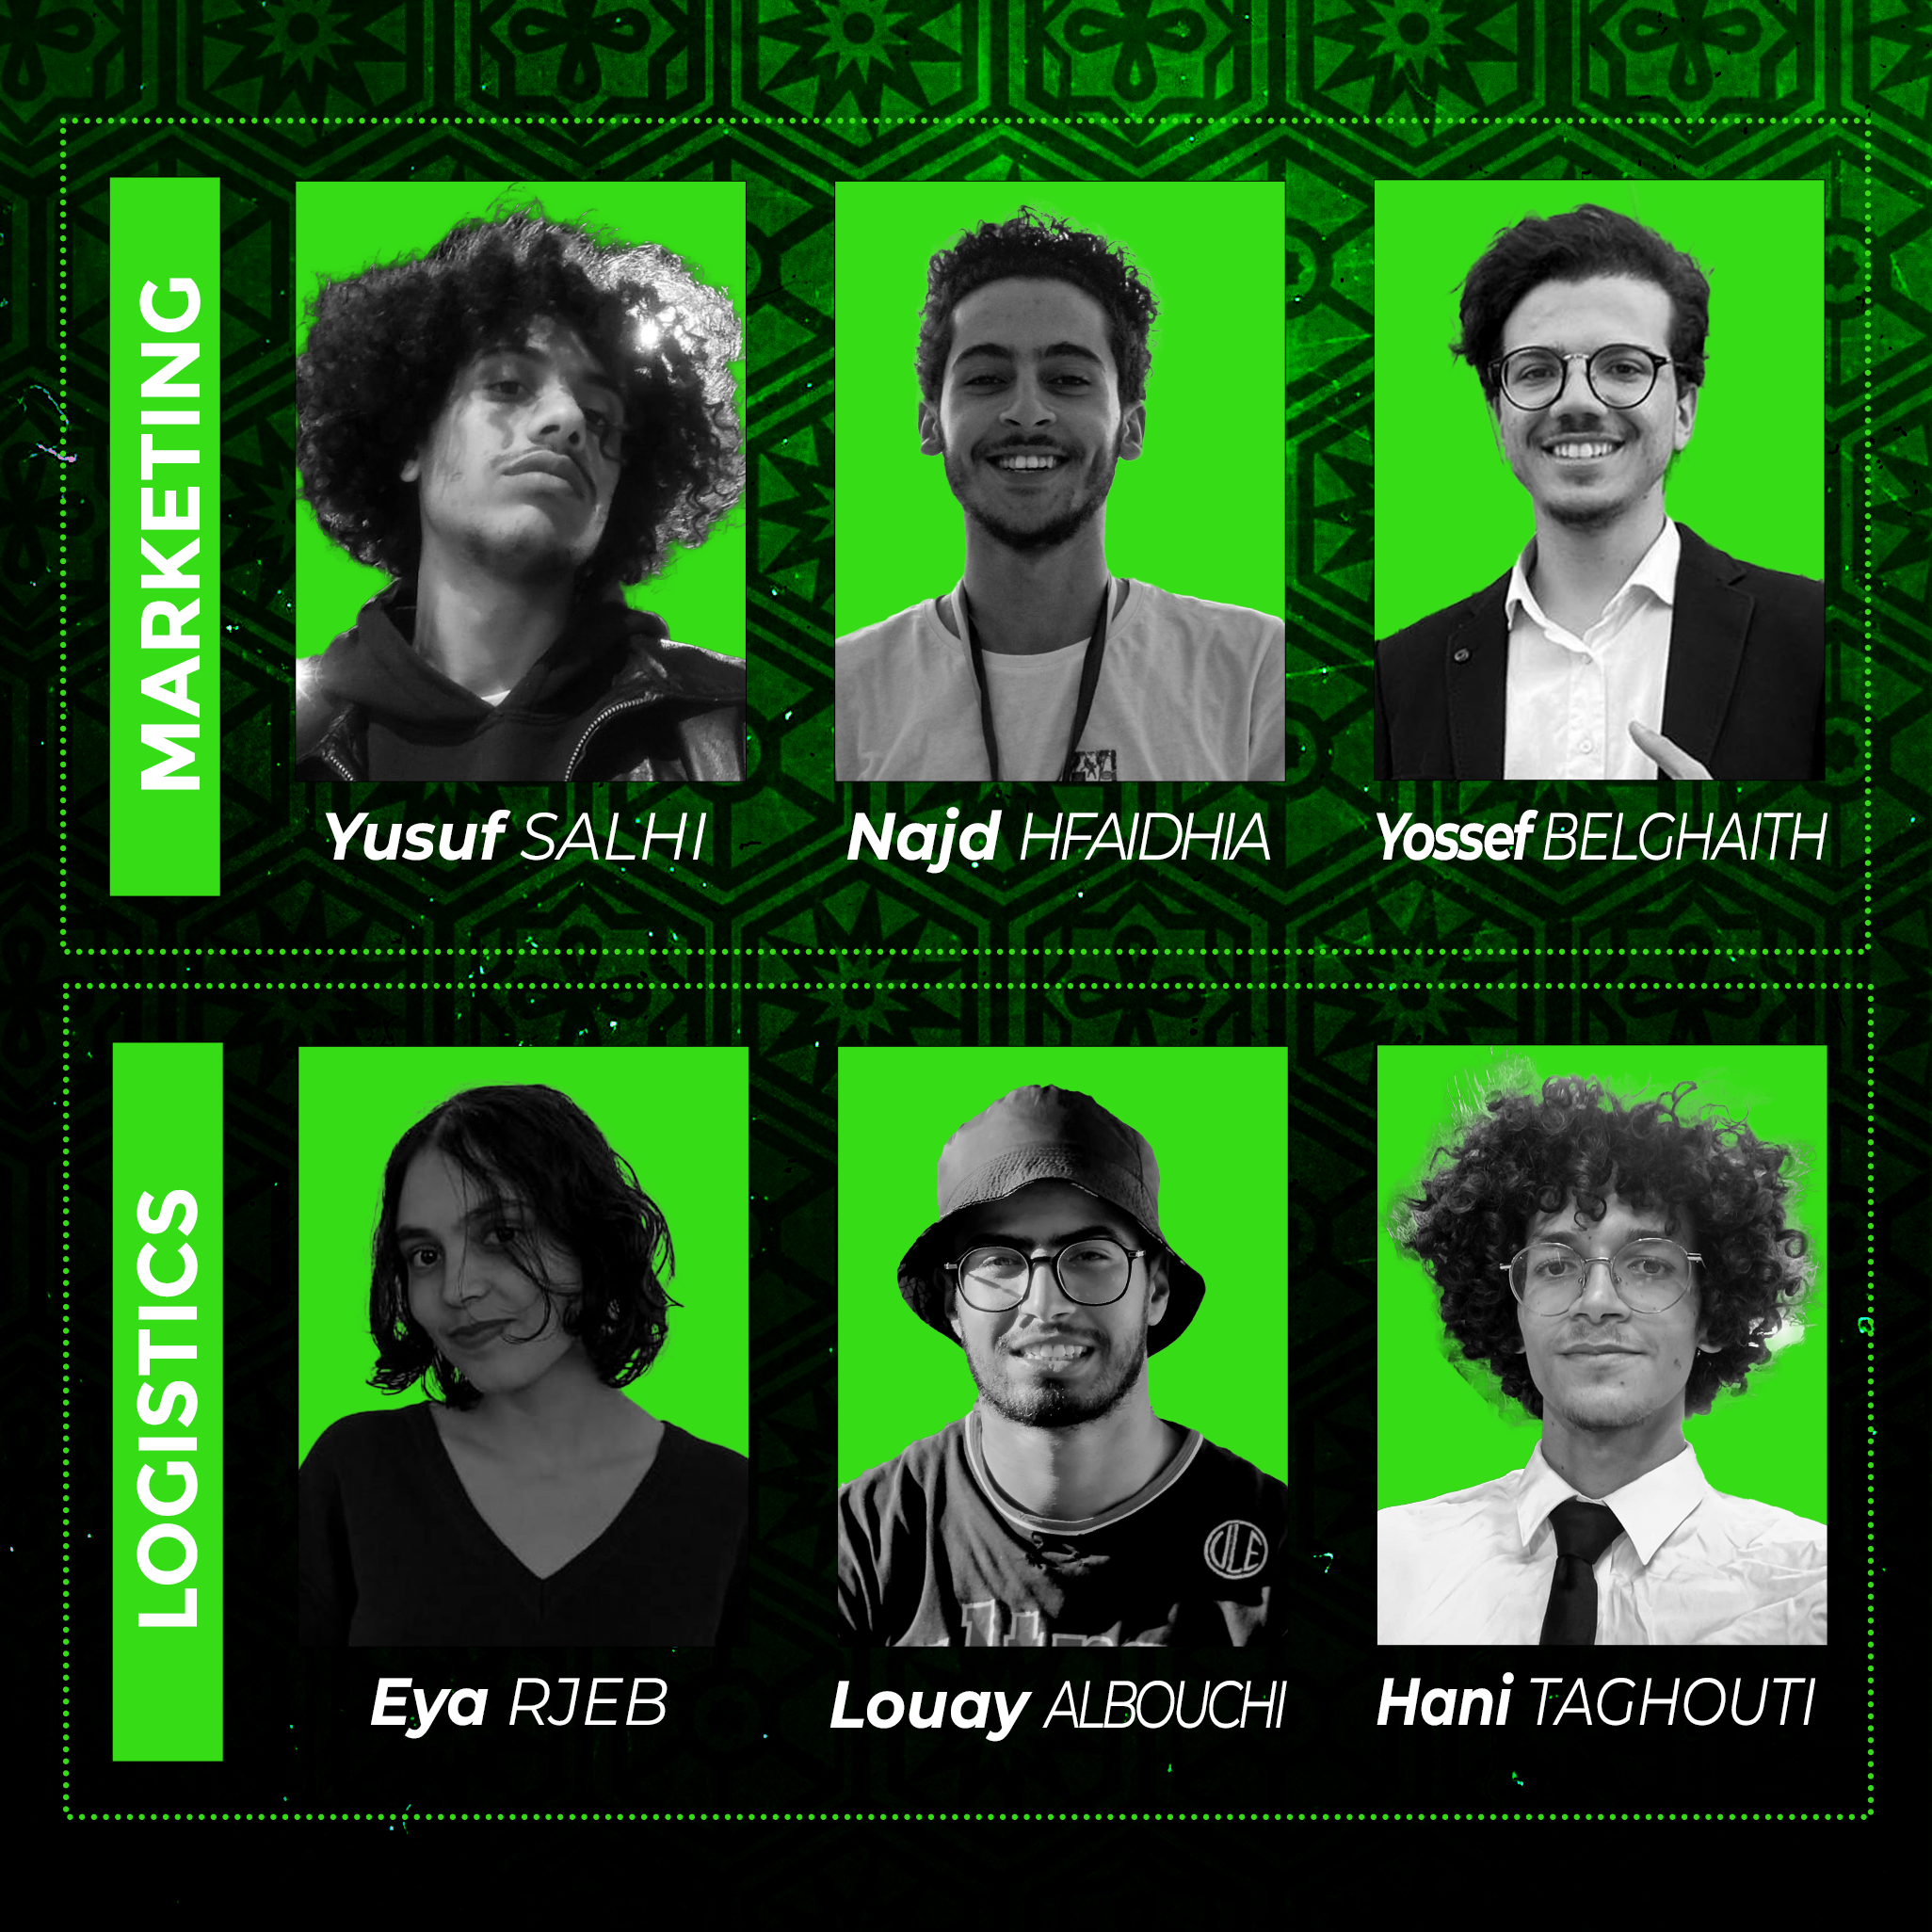 MARKETING
Yusuf SALHI
Najd HFAIDHIA
Yossef BELGHAITH
LOGISTICS
Eya RJEB
Louay ALBOUCHI
Hani TAGHOUTI